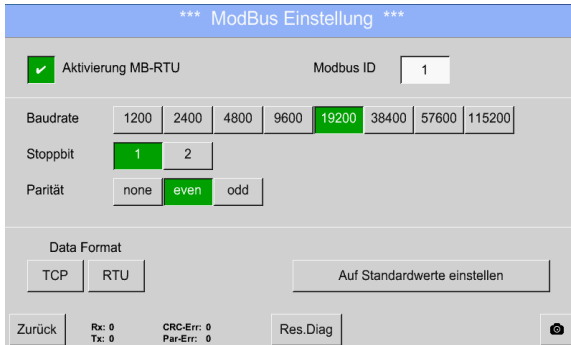 *** ModBus Einstellung ***
✔ Aktivierung MB-RTU Modbus ID 1
Baudrate 1200 2400 4800 9600 19200 38400 57600 115200
Stoppbit 1 2
Parität none even odd
Data Format
TCP RTU Auf Standardwerte einstellen
Zurück Rx: 0 CRC-Err: 0 Res.Diag
Tx: 0 Par-Err: 0